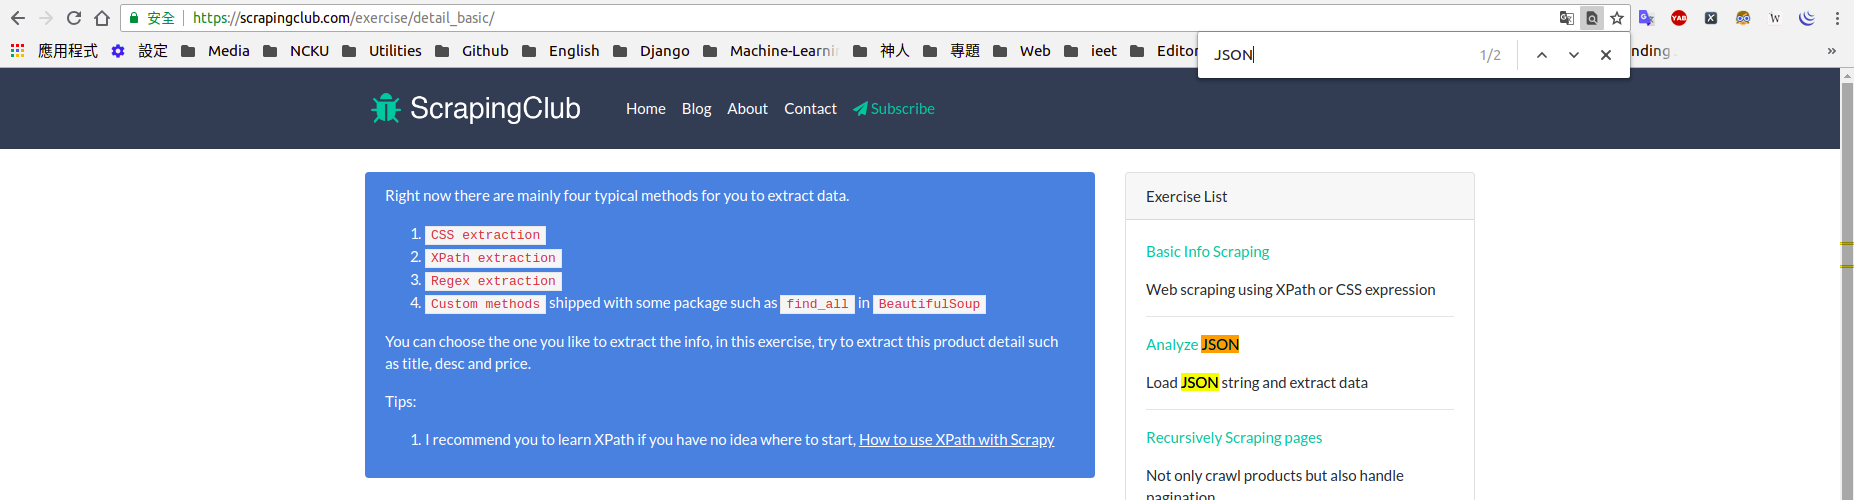 安全 https://scrapingclub.com/exercise/detail_basic/
應用程式 設定 Media NCKU Utilities Github English Django Machine-Learni 神人 專題 Web ieet Editor nding
JSON 1/2
ScrapingClub Home Blog About Contact Subscribe
Right now there are mainly four typical methods for you to extract data.
1. CSS extraction
2. XPath extraction
3. Regex extraction
4. Custom methods shipped with some package such as find_all in BeautifulSoup
You can choose the one you like to extract the info, in this exercise, try to extract this product detail such
as title, desc and price.
Tips:
1. I recommend you to learn XPath if you have no idea where to start, How to use XPath with Scrapy
Exercise List
Basic Info Scraping
Web scraping using XPath or CSS expression
Analyze JSON
Load JSON string and extract data
Recursively Scraping pages
Not only crawl products but also handle
pagination